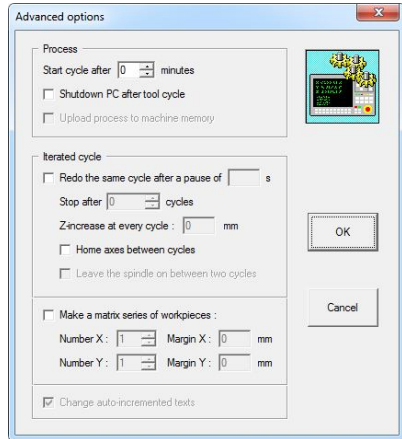 Advanced options
Process
Start cycle after 0 minutes
Shutdown PC after tool cycle
Upload process to machine memory
Iterated cycle
Redo the same cycle after a pause of s
Stop after 0 cycles
Z-increase at every cycle : 0 mm
Home axes between cycles
Leave the spindle on between two cycles
OK
Make a matrix series of workpieces :
Number X : 1 Margin X : 0 mm
Number Y : 1 Margin Y : 0 mm
Cancel
Change auto-incremented texts